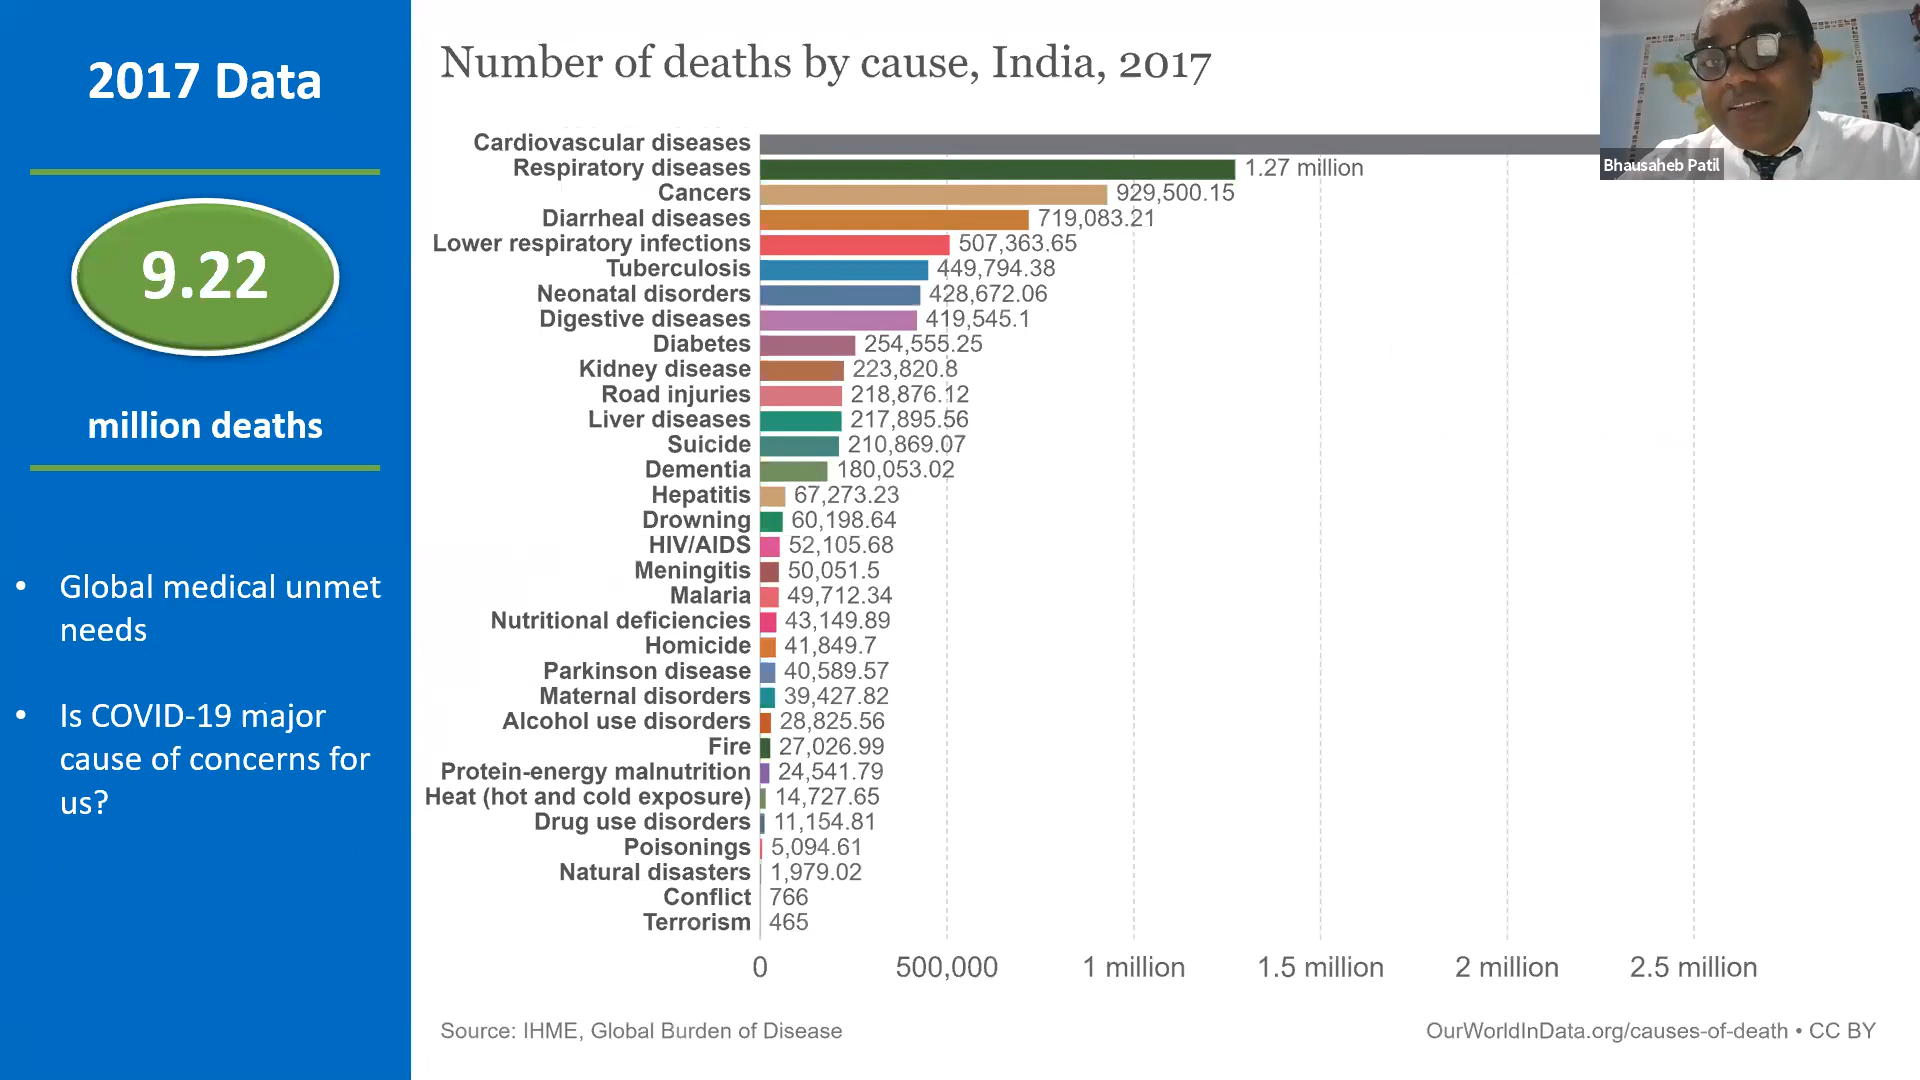 2017 Data
9.22
million deaths
• Global medical unmet
needs
• Is COVID-19 major
cause of concerns for
us?
Number of deaths by cause, India, 2017
Cardiovascular diseases
Respiratory diseases 1.27 million
Cancers 929,500.15
Diarrheal diseases 719,083.21
Lower respiratory infections 507,363.65
Tuberculosis 449,794.38
Neonatal disorders 428,672.06
Digestive diseases 419,545.1
Diabetes 254,555.25
Kidney disease 223,820.8
Road injuries 218,876.12
Liver diseases 217,895.56
Suicide 210,869.07
Dementia 180,053.02
Hepatitis 67,273.23
Drowning 60,198.64
HIV/AIDS 52,105.68
Meningitis 50,051.5
Malaria 49,712.34
Nutritional deficiencies 43,149.89
Homicide 41,849.7
Parkinson disease 40,589.57
Maternal disorders 39,427.82
Alcohol use disorders 28,825.56
Fire 27,026.99
Protein-energy malnutrition 24,541.79
Heat (hot and cold exposure) 14,727.65
Drug use disorders 11,154.81
Poisonings 5,094.61
Natural disasters 1,979.02
Conflict 766
Terrorism 465
0 500,000 1 million 1.5 million 2 million 2.5 million
Source: IHME, Global Burden of Disease
OurWorldInData.org/causes-of-death • CC BY
Bhausaheb Patil